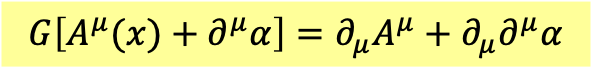 𝐺[𝐴^𝜇(𝑥) + 𝜕^𝜇𝛼] = 𝜕_𝜇𝐴^𝜇 + 𝜕_𝜇𝜕^𝜇𝛼